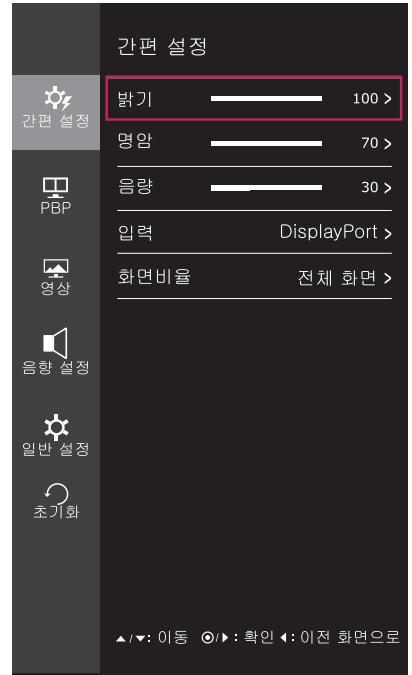 간편 설정
간편 설정
PBP
영상
음향 설정
일반 설정
초기화
밝기 100 >
명암 70 >
음량 30 >
입력 DisplayPort >
화면비율 전체 화면 >
▲/▼: 이동 ◉/▶ : 확인 ◀: 이전 화면으로